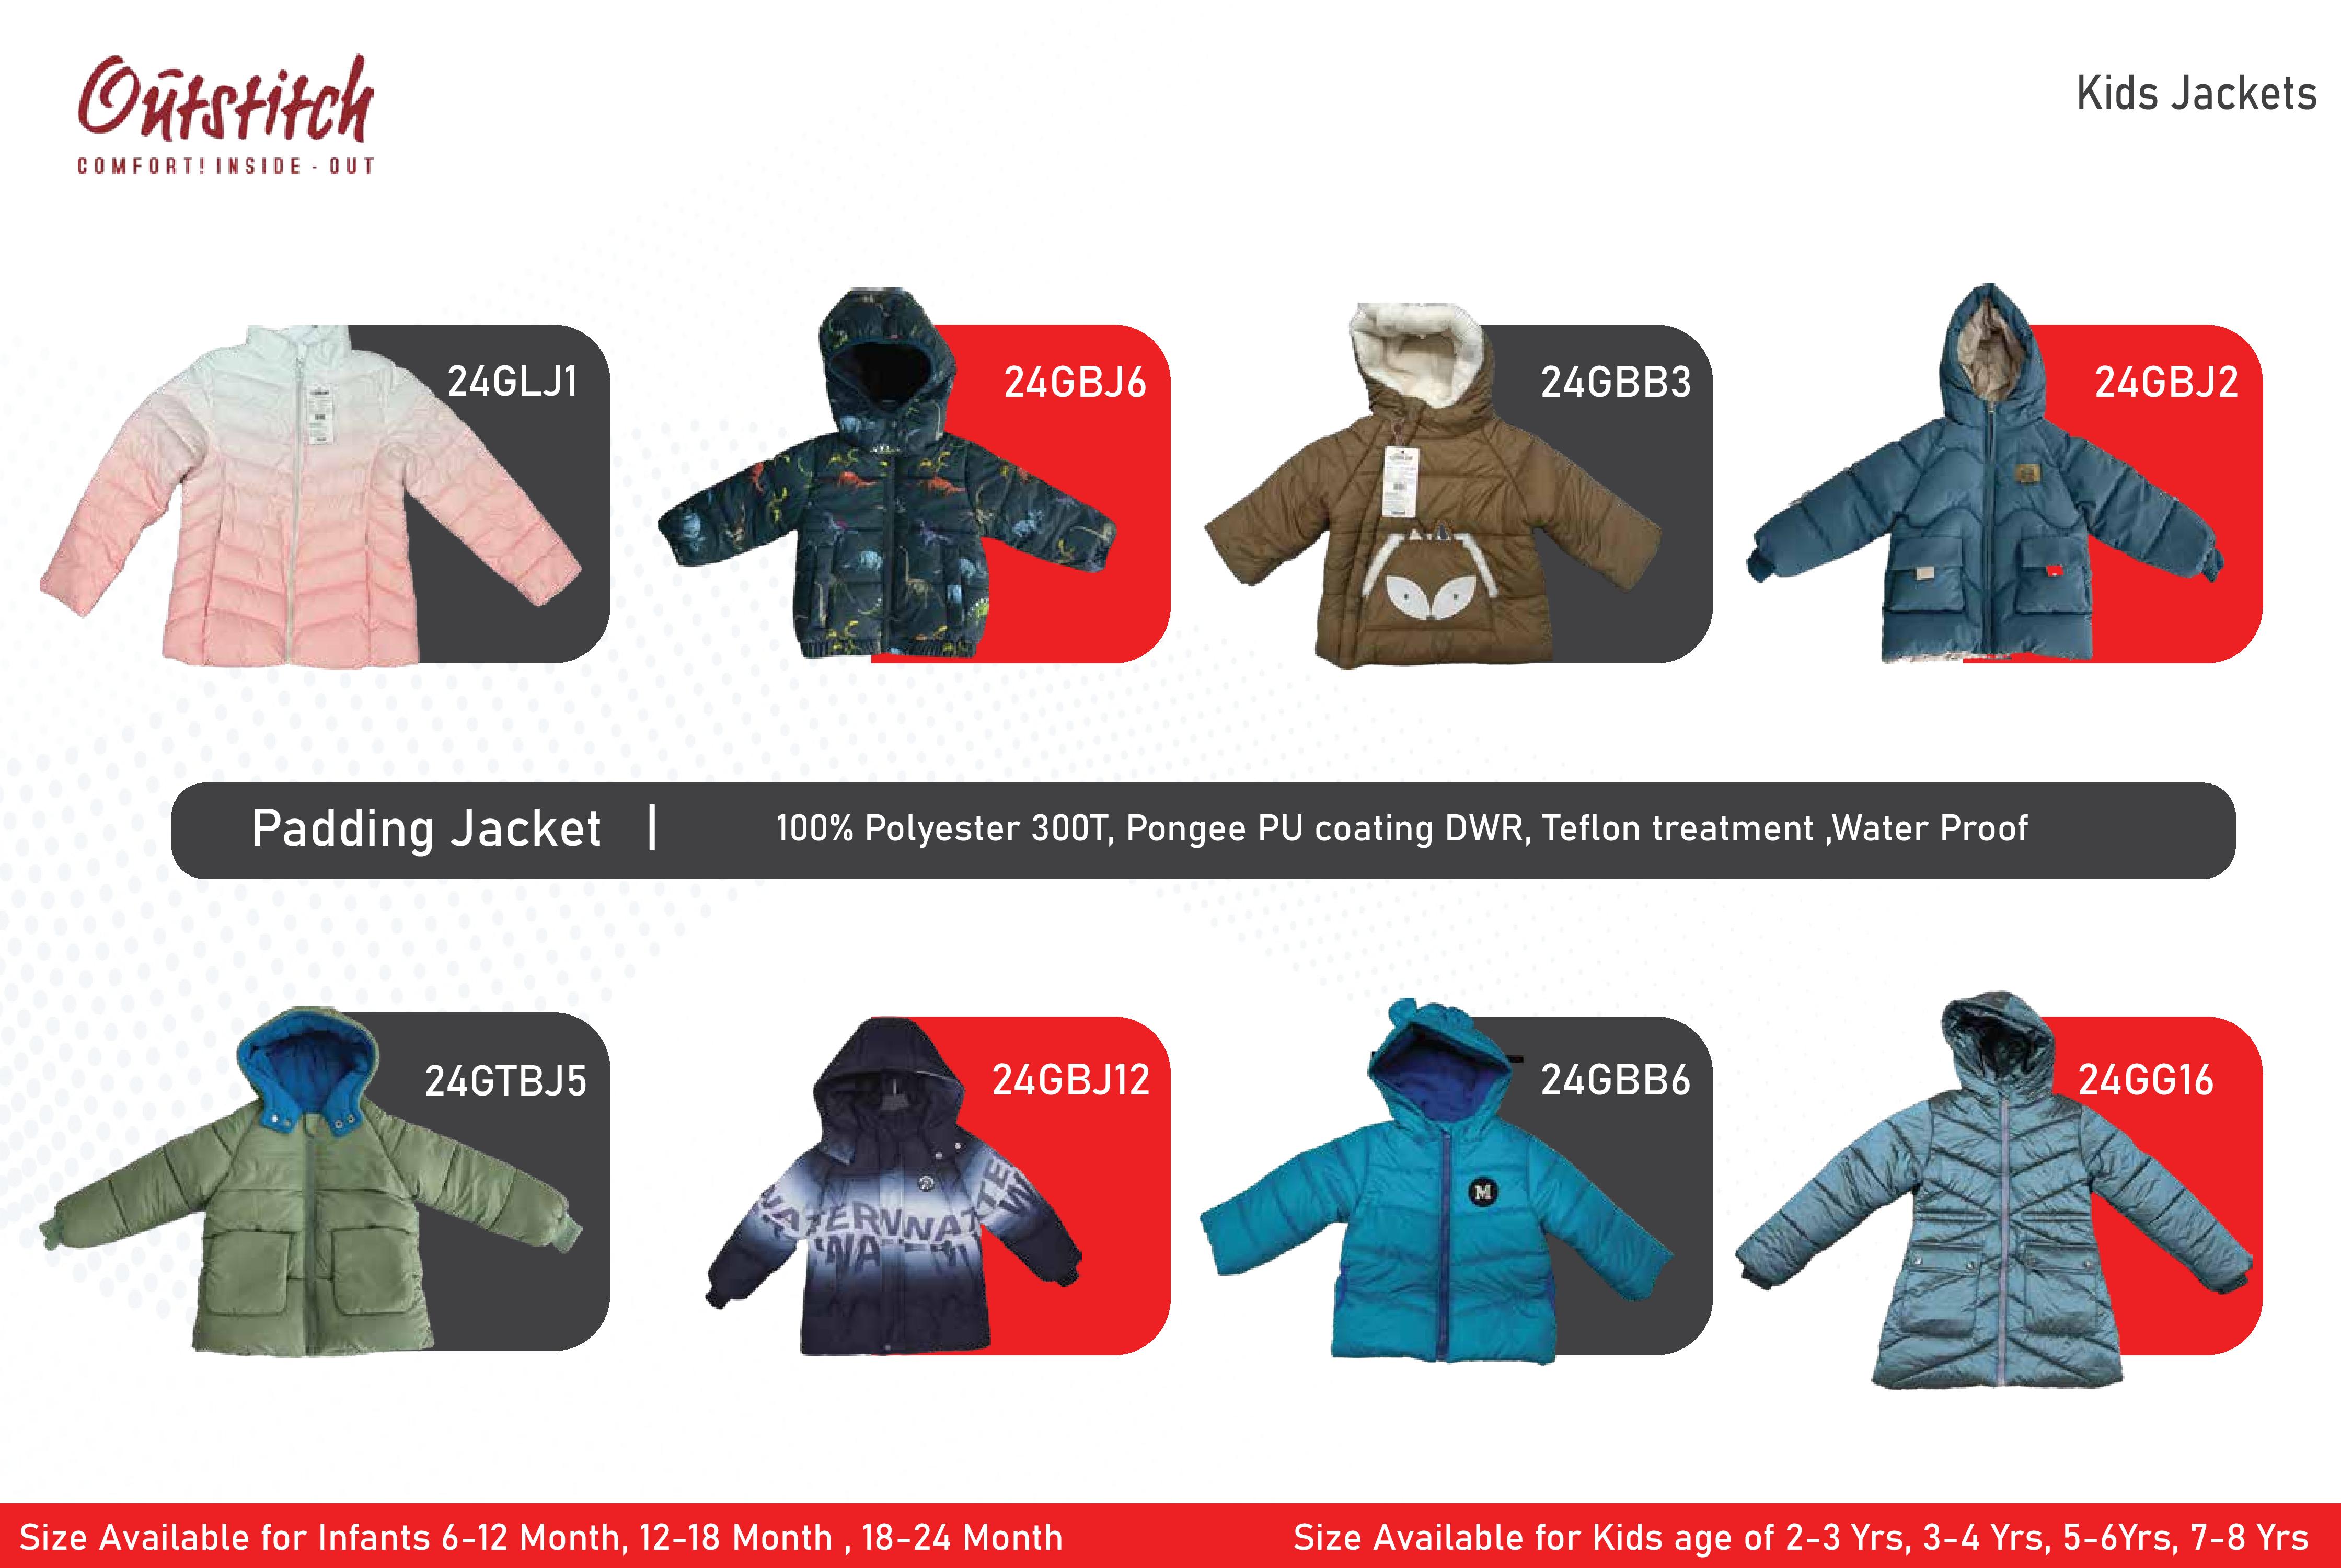 Outstitch
COMFORT! INSIDE - OUT
Kids Jackets
24GLJ1
24GBJ6
24GBB3
24GBJ2
Padding Jacket | 100% Polyester 300T, Pongee PU coating DWR, Teflon treatment ,Water Proof
24GTBJ5
24GBJ12
24GBB6
24GG16
M
Size Available for Infants 6-12 Month, 12-18 Month , 18-24 Month
Size Available for Kids age of 2-3 Yrs, 3-4 Yrs, 5-6Yrs, 7-8 Yrs